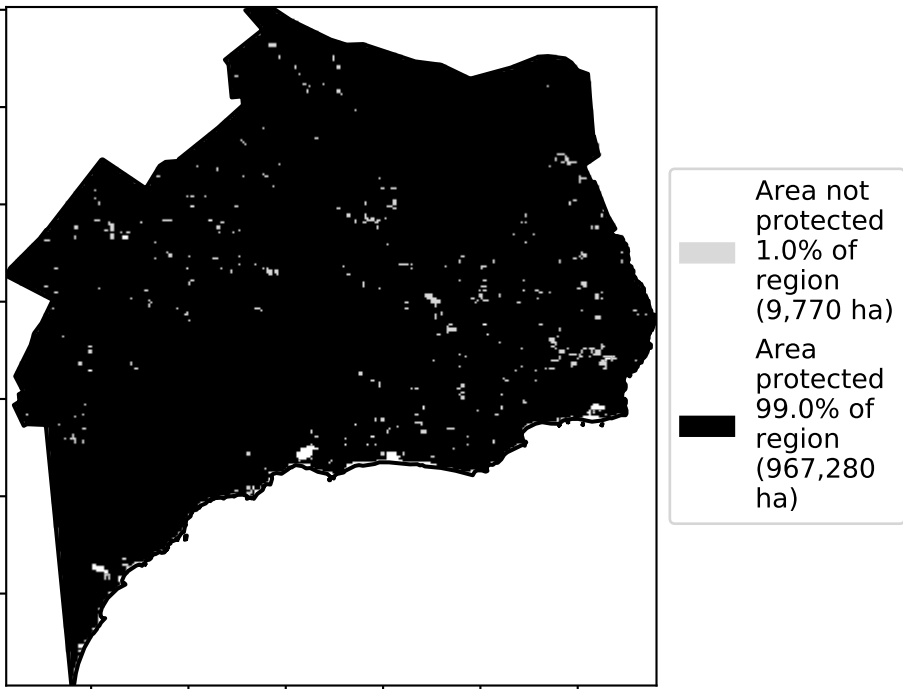 Area not
protected
1.0% of
region
(9,770 ha)
Area
protected
99.0% of
region
(967,280
ha)